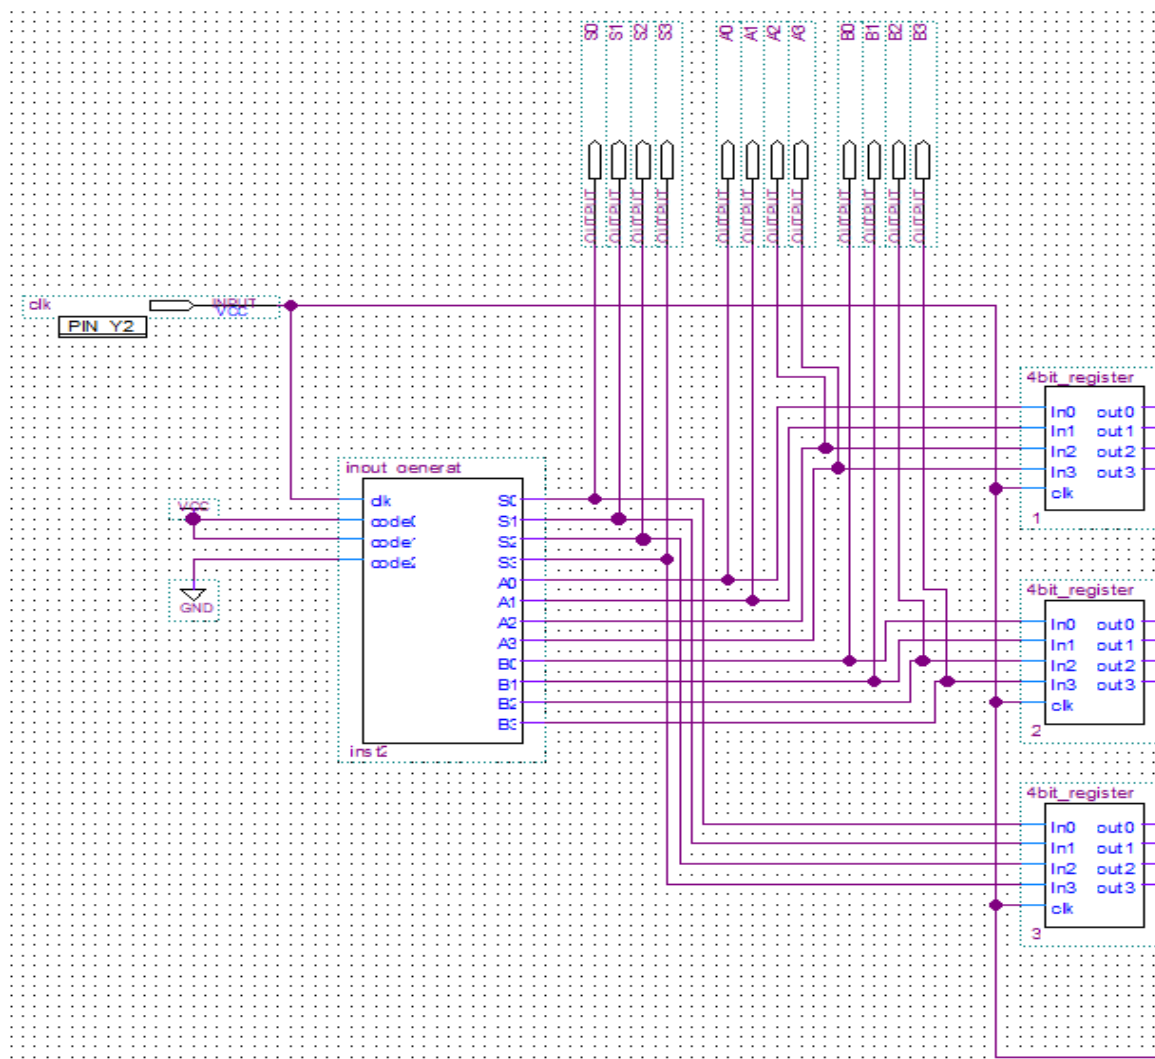 S0 S1 S2 S3 A0 A1 A2 A3 B0 B1 B2 B3
OUTPUT OUTPUT OUTPUT OUTPUT OUTPUT OUTPUT OUTPUT OUTPUT OUTPUT OUTPUT OUTPUT OUTPUT
clk INPUT
VCC
PIN_Y2
4bit_register
In0 out0
In1 out1
In2 out2
In3 out3
clk
1
input_generat
clk S0
code0 S1
code1 S2
code2 S3
A0
A1
A2
A3
B0
B1
B2
B3
inst2
VCC
GND
4bit_register
In0 out0
In1 out1
In2 out2
In3 out3
clk
2
4bit_register
In0 out0
In1 out1
In2 out2
In3 out3
clk
3